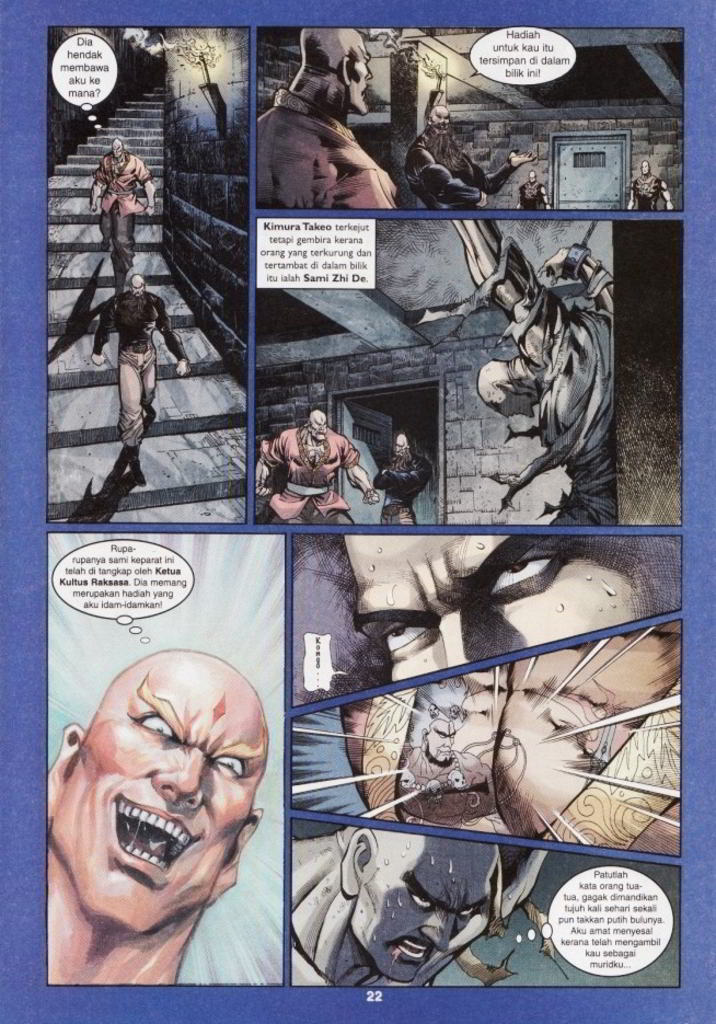 Dia
hendak
membawa
aku ke
mana?
Hadiah
untuk kau itu
tersimpan di dalam
bilik ini!
Kimura Takeo terkejut
tetapi gembira kerana
orang yang terkurung dan
tertambat di dalam bilik
itu ialah Sami Zhi De.
Rupa-
rupanya sami keparat ini
telah di tangkap oleh Ketua
Kultus Raksasa. Dia memang
merupakan hadiah yang
aku idam-idamkan!
Kongo...
Patutlah
kata orang tua-
tua, gagak dimandikan
tujuh kali sehari sekali
pun takkan putih bulunya.
Aku amat menyesal
kerana telah mengambil
kau sebagai
muridku...
22